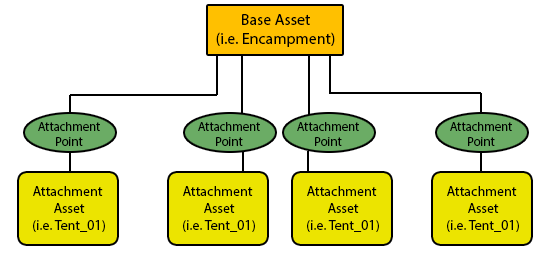 Base Asset
(i.e. Encampment)
Attachment
Point
Attachment
Point
Attachment
Point
Attachment
Point
Attachment
Asset
(i.e. Tent_01)
Attachment
Asset
(i.e. Tent_01)
Attachment
Asset
(i.e. Tent_01)
Attachment
Asset
(i.e. Tent_01)